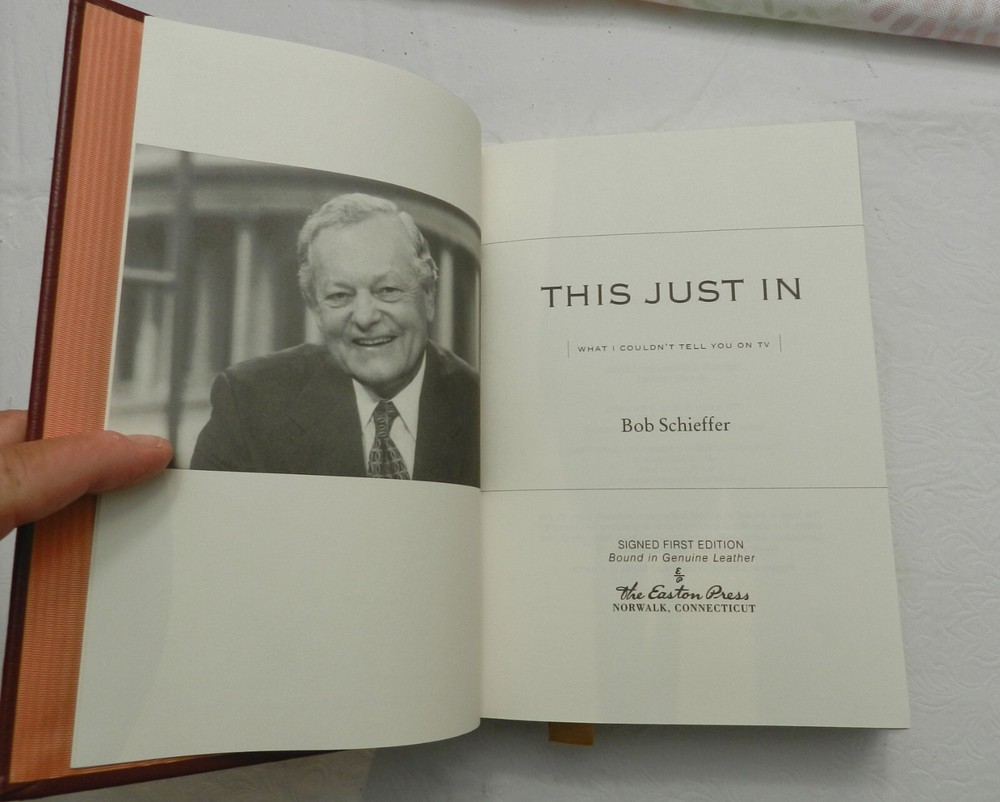 THIS JUST IN
WHAT I COULDN'T TELL YOU ON TV
Bob Schieffer
SIGNED FIRST EDITION
Bound in Genuine Leather
E
P
The Easton Press
NORWALK, CONNECTICUT